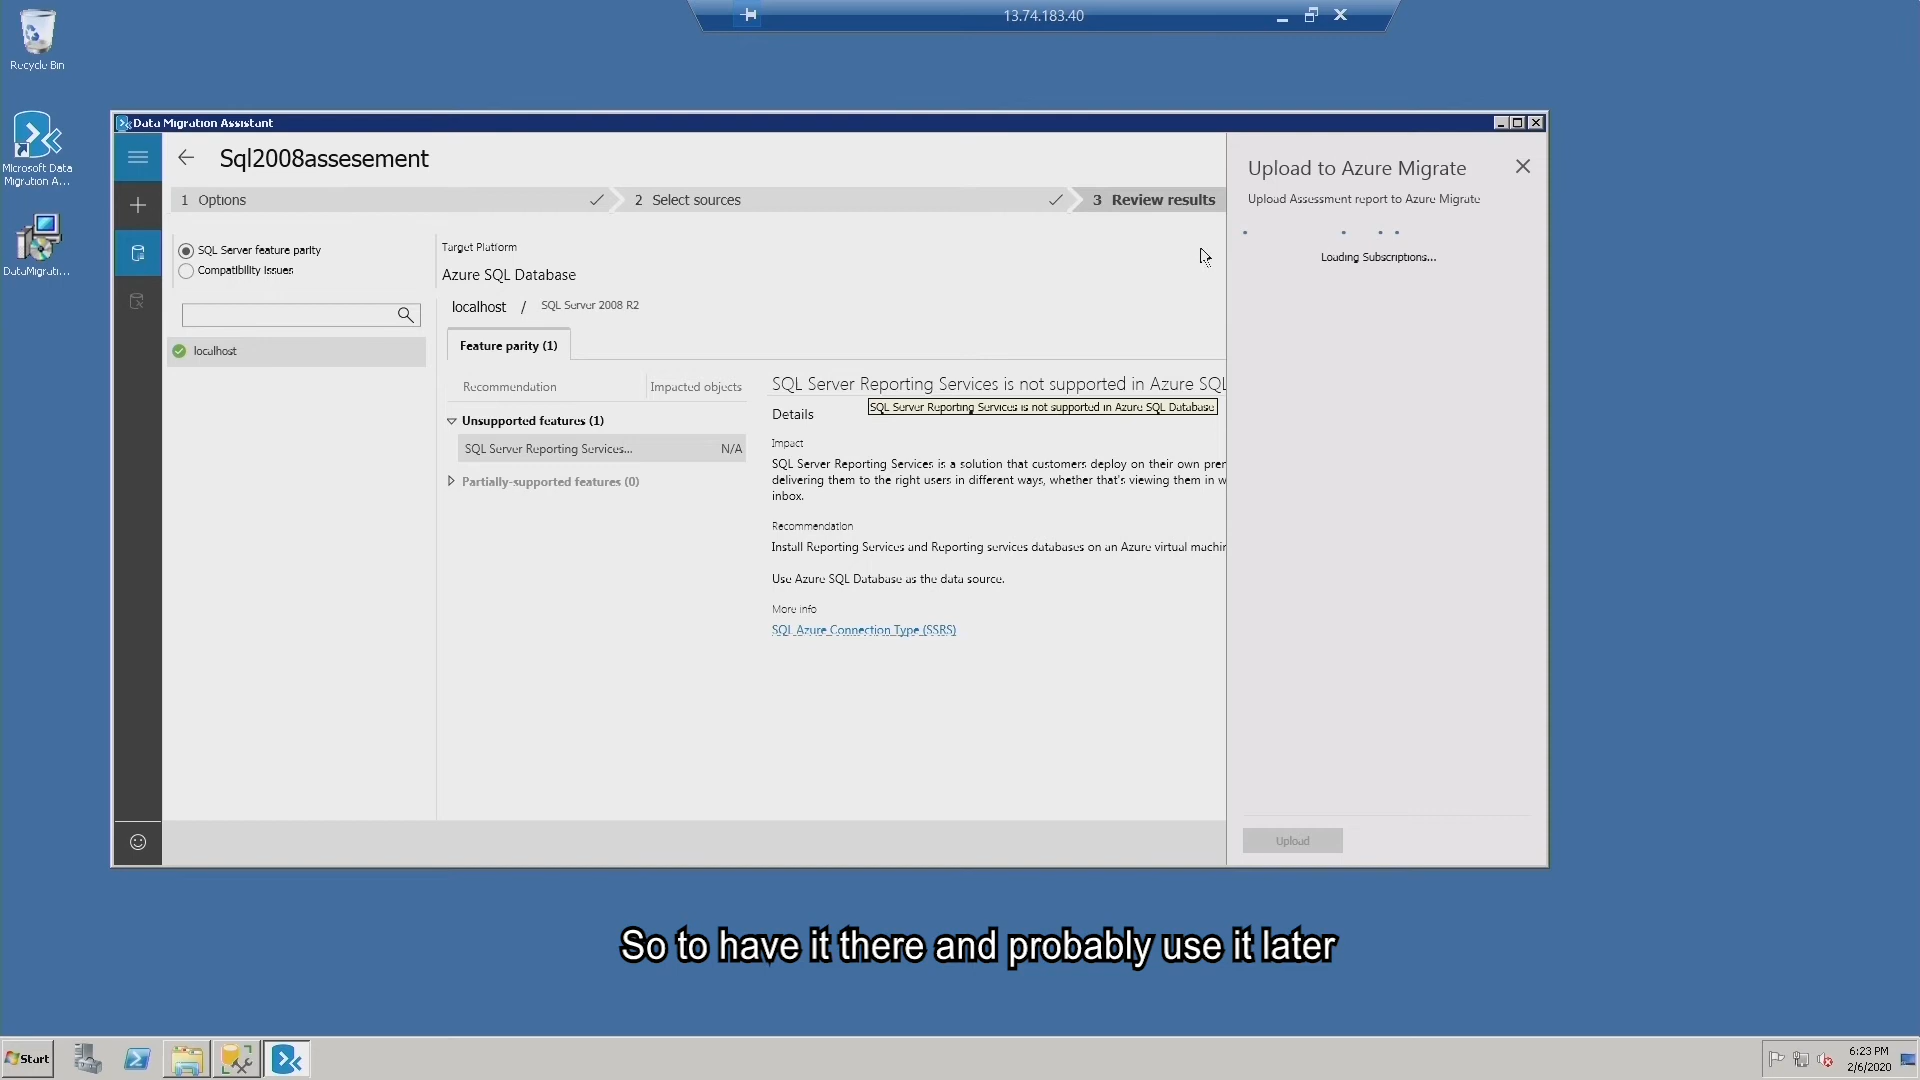 Recycle Bin
13.74.183.40
Microsoft Data
Migration A...
DataMigrati...
Data Migration Assistant
Sql2008assesement
1 Options
2 Select sources
3 Review results
SQL Server feature parity
Compatibility issues
localhost
Target Platform
Azure SQL Database
localhost / SQL Server 2008 R2
Feature parity (1)
Recommendation
Impacted objects
Unsupported features (1)
SQL Server Reporting Services... N/A
Partially-supported features (0)
SQL Server Reporting Services is not supported in Azure SQL
SQL Server Reporting Services is not supported in Azure SQL Database
Details
Impact
SQL Server Reporting Services is a solution that customers deploy on their own prer
delivering them to the right users in different ways, whether that's viewing them in w
inbox.
Recommendation
Install Reporting Services and Reporting services databases on an Azure virtual machin
Use Azure SQL Database as the data source.
More info
SQL Azure Connection Type (SSRS)
Upload to Azure Migrate
Upload Assessment report to Azure Migrate
Loading Subscriptions...
Upload
So to have it there and probably use it later
Start
6:23 PM
2/6/2020